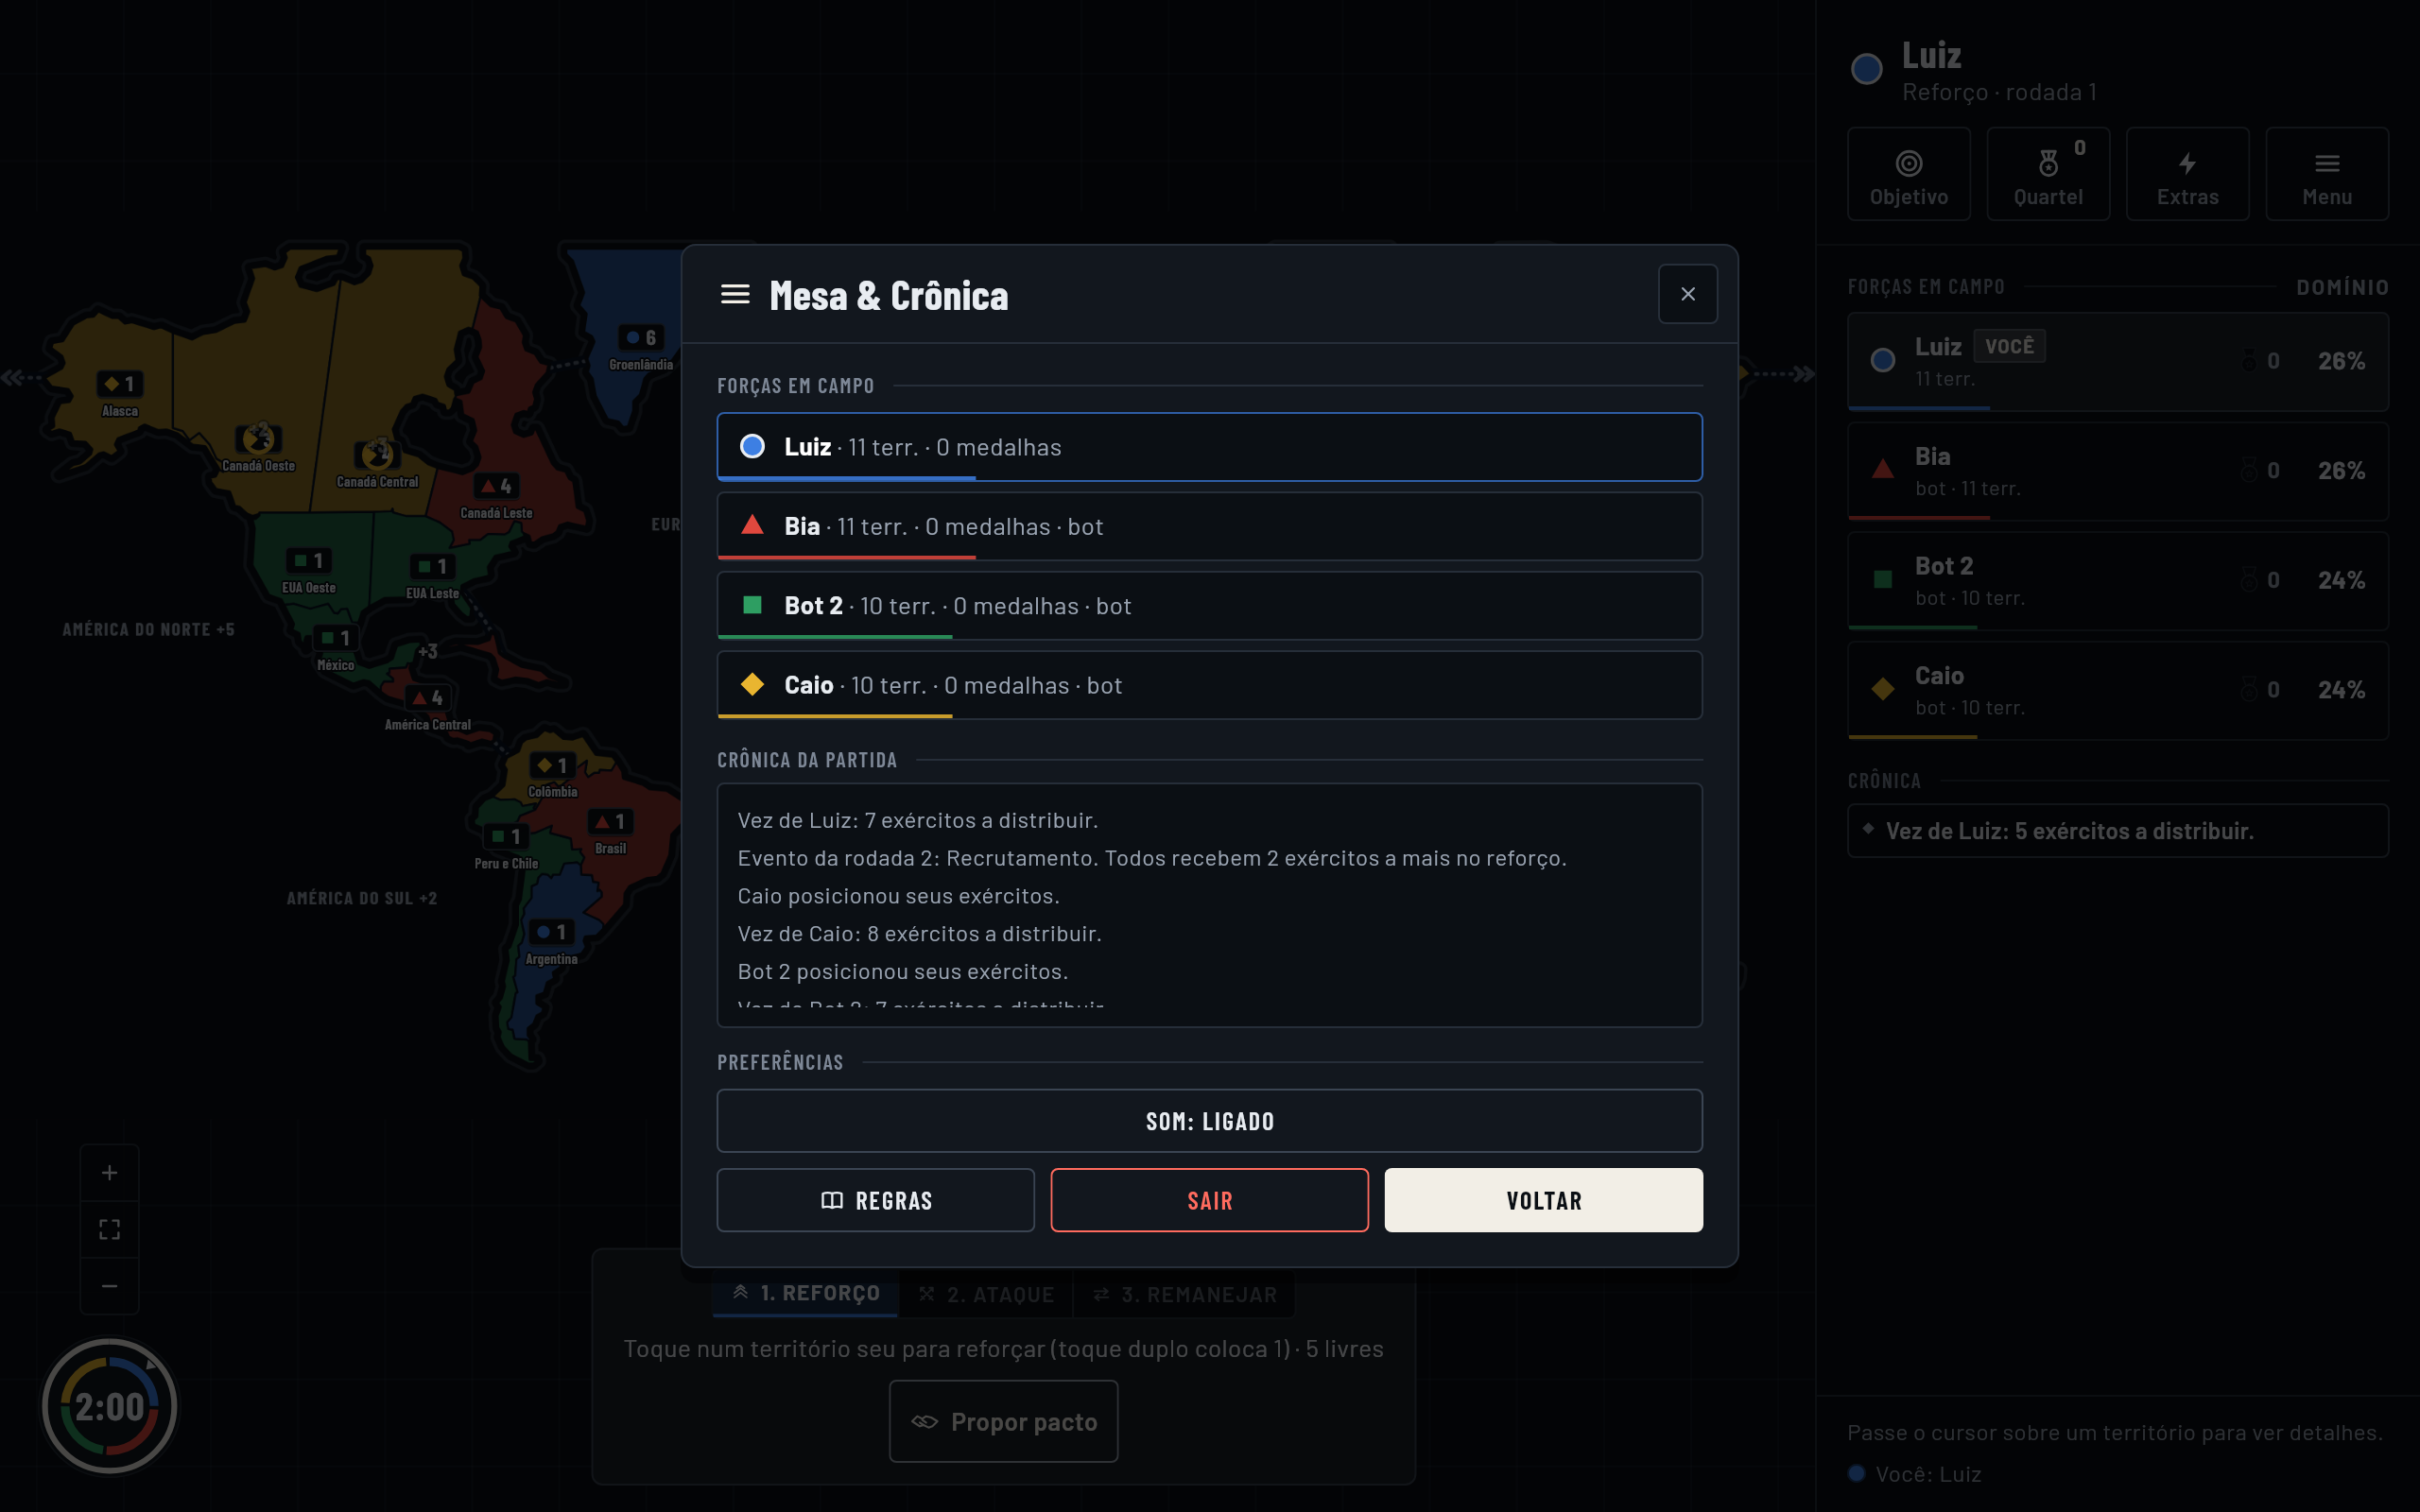 Luiz
Reforço · rodada 1
Objetivo
0
Quartel
Extras
Menu
FORÇAS EM CAMPO
DOMÍNIO
Luiz VOCÊ
11 terr.
0
26%
Bia
bot · 11 terr.
0
26%
Bot 2
bot · 10 terr.
0
24%
Caio
bot · 10 terr.
0
24%
CRÔNICA
Vez de Luiz: 5 exércitos a distribuir.
Passe o cursor sobre um território para ver detalhes.
Você: Luiz
Mesa & Crônica
FORÇAS EM CAMPO
Luiz · 11 terr. · 0 medalhas
Bia · 11 terr. · 0 medalhas · bot
Bot 2 · 10 terr. · 0 medalhas · bot
Caio · 10 terr. · 0 medalhas · bot
CRÔNICA DA PARTIDA
Vez de Luiz: 7 exércitos a distribuir.
Evento da rodada 2: Recrutamento. Todos recebem 2 exércitos a mais no reforço.
Caio posicionou seus exércitos.
Vez de Caio: 8 exércitos a distribuir.
Bot 2 posicionou seus exércitos.
Vez de Bot 2: 7 exércitos a distribuir.
PREFERÊNCIAS
SOM: LIGADO
REGRAS
SAIR
VOLTAR
6
Groenlândia
1
Alasca
Canadá Oeste
Canadá Central
4
Canadá Leste
EUR
1
EUA Oeste
1
EUA Leste
AMÉRICA DO NORTE +5
1
México
+3
4
América Central
1
Colômbia
1
Brasil
1
Peru e Chile
AMÉRICA DO SUL +2
1
Argentina
2:00
1. REFORÇO
2. ATAQUE
3. REMANEJAR
Toque num território seu para reforçar (toque duplo coloca 1) · 5 livres
Propor pacto